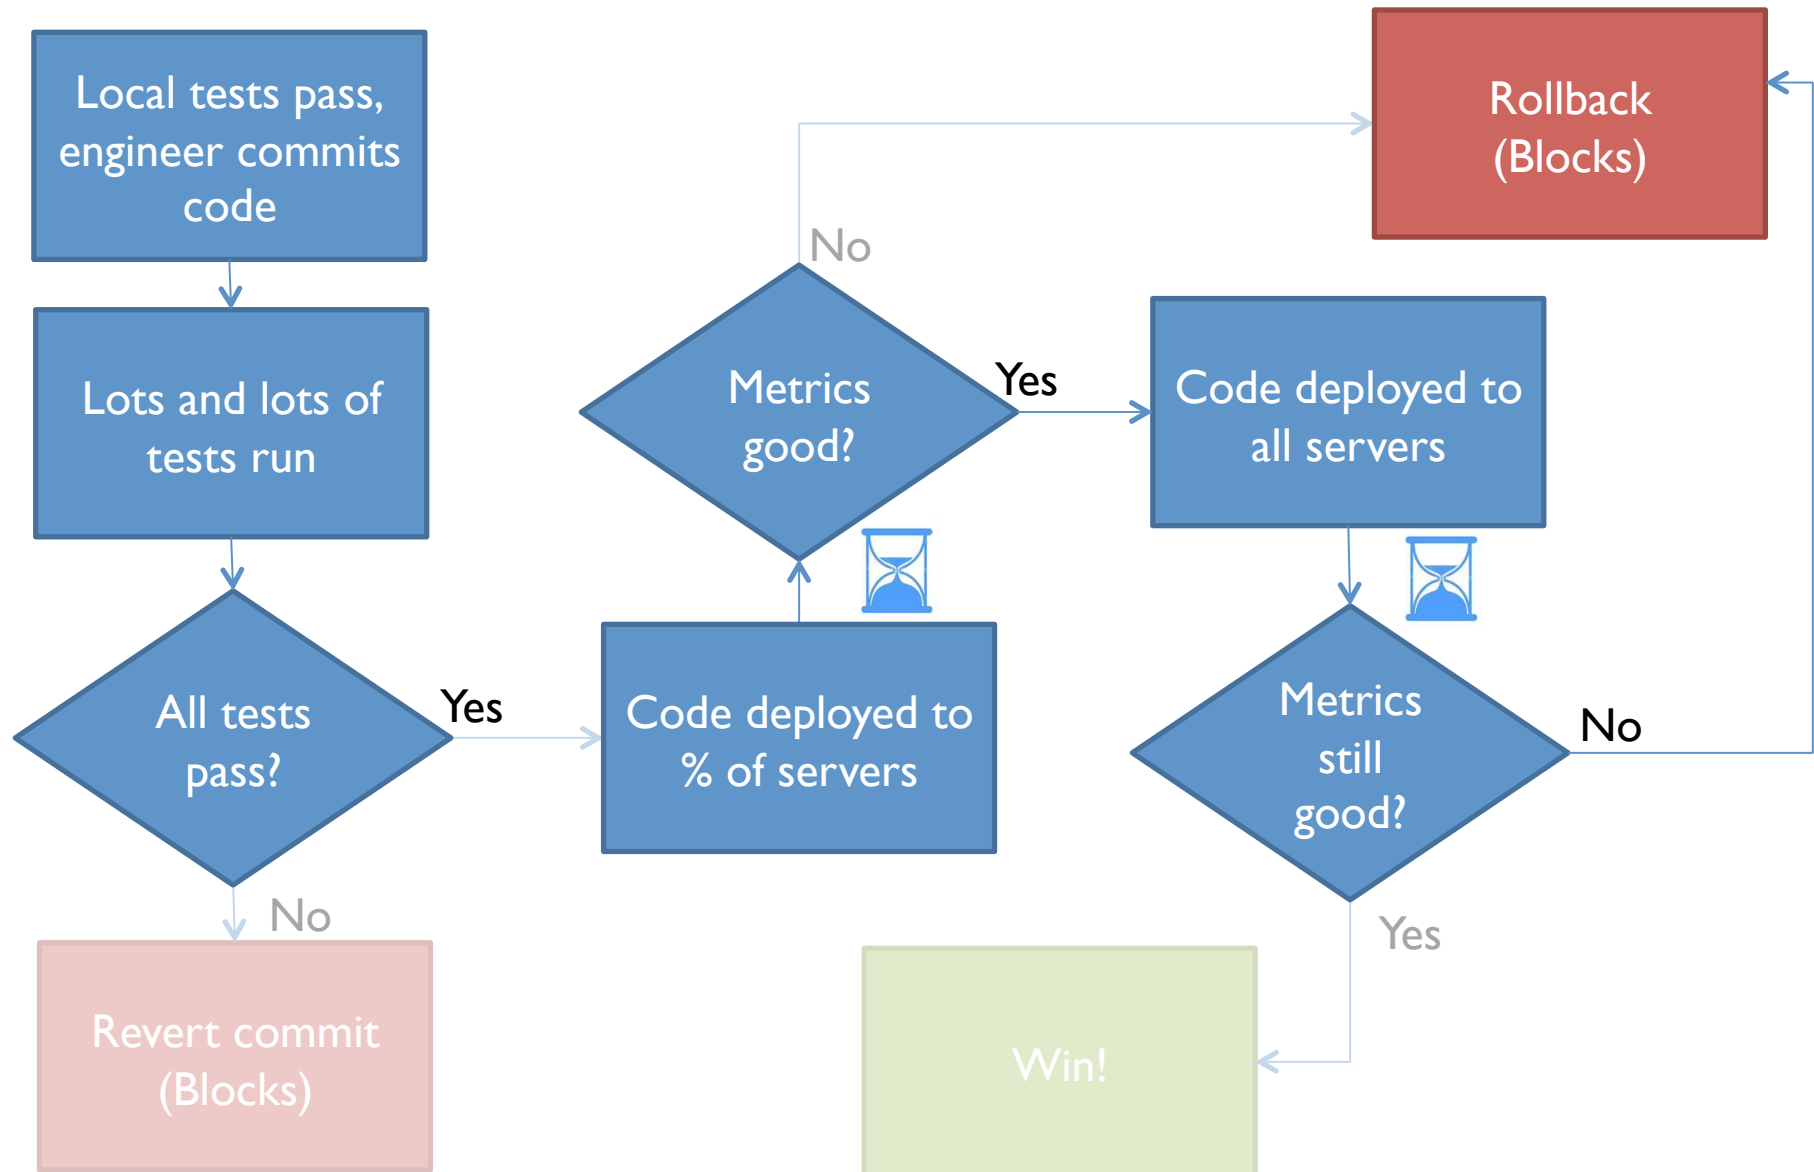 Local tests pass,
engineer commits
code
Lots and lots of
tests run
All tests
pass?
Yes
No
Revert commit
(Blocks)
Code deployed to
% of servers
Metrics
good?
No
Yes
Rollback
(Blocks)
Code deployed to
all servers
Metrics
still
good?
No
Yes
Win!